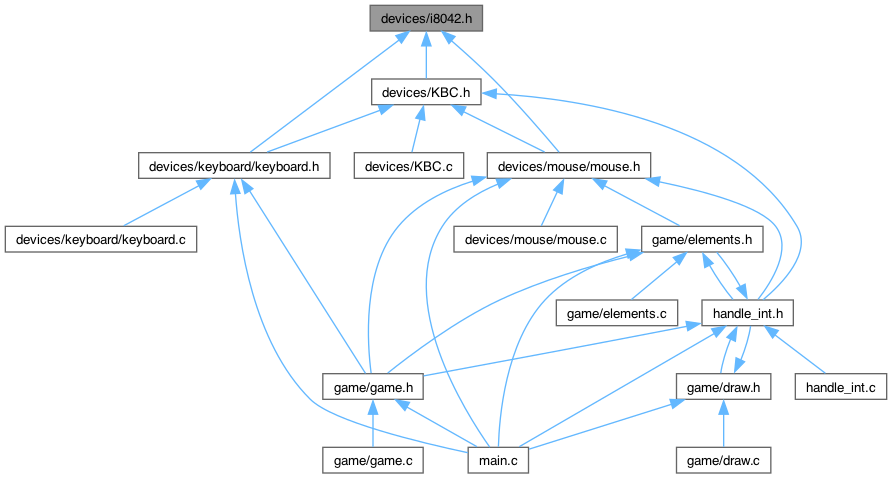 devices/i8042.h
devices/KBC.h
devices/keyboard/keyboard.h
devices/KBC.c
devices/mouse/mouse.h
devices/keyboard/keyboard.c
devices/mouse/mouse.c
game/elements.h
game/elements.c
handle_int.h
game/game.h
game/draw.h
handle_int.c
game/game.c
main.c
game/draw.c